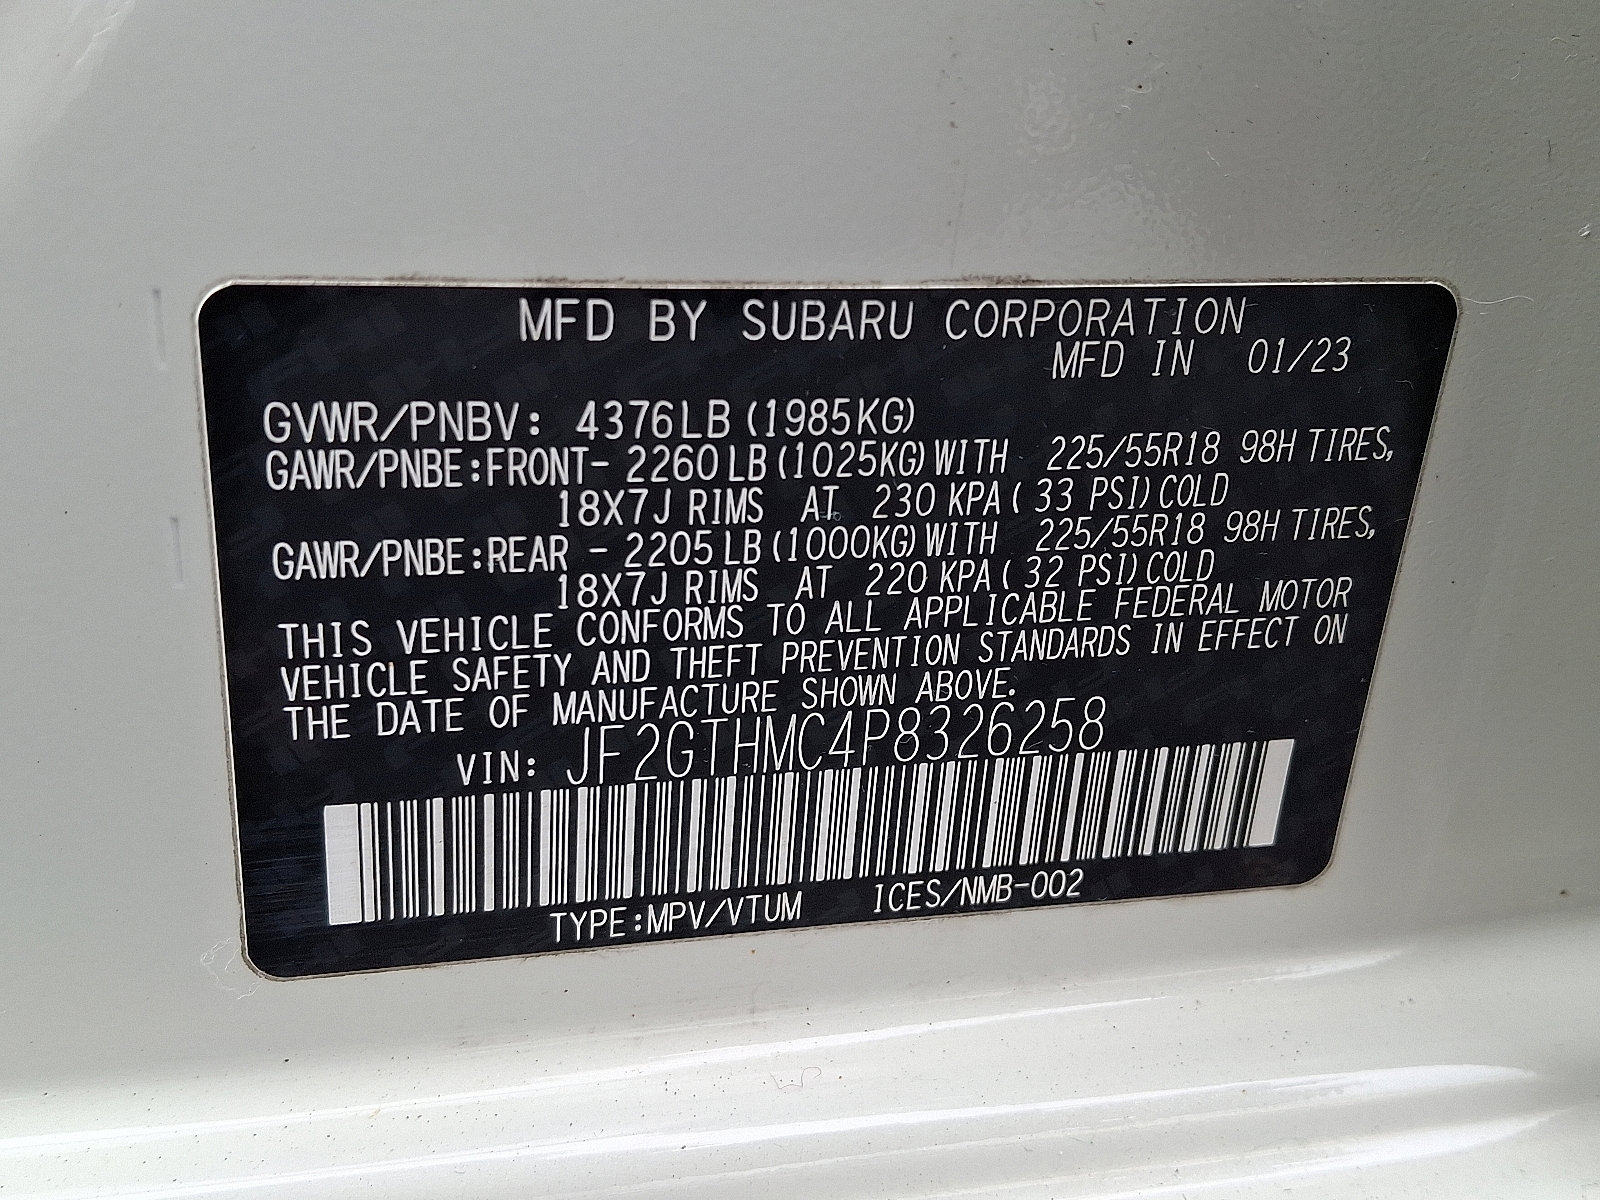 MFD BY SUBARU CORPORATION
MFD IN 01/23
GVWR/PNBV: 4376LB (1985KG)
GAWR/PNBE:FRONT- 2260LB(1025KG)WITH 225/55R18 98H TIRES,
18X7J RIMS AT 230 KPA( 33 PSI)COLD
GAWR/PNBE:REAR - 2205LB(1000KG)WITH 225/55R18 98H TIRES,
18X7J RIMS AT 220 KPA( 32 PSI)COLD
THIS VEHICLE CONFORMS TO ALL APPLICABLE FEDERAL MOTOR
VEHICLE SAFETY AND THEFT PREVENTION STANDARDS IN EFFECT ON
THE DATE OF MANUFACTURE SHOWN ABOVE.
VIN: JF2GTHMC4P8326258
TYPE:MPV/VTUM ICES/NMB-002